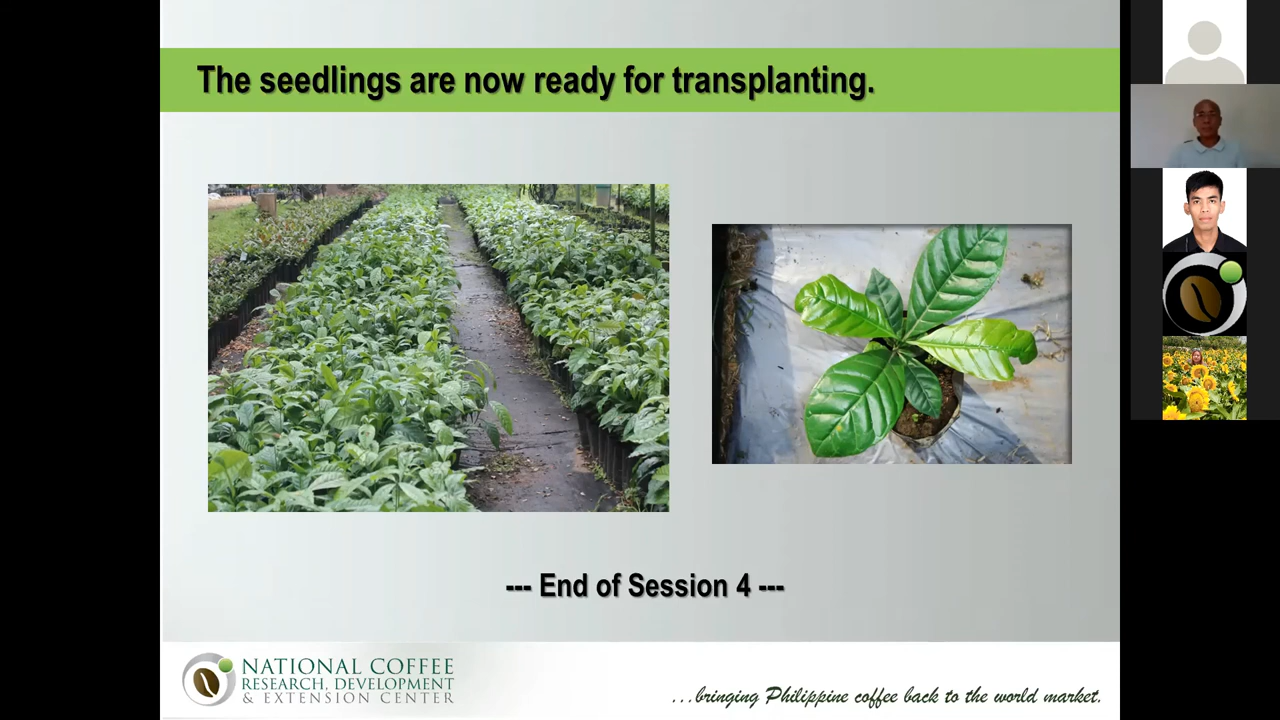 The seedlings are now ready for transplanting.
--- End of Session 4 ---
NATIONAL COFFEE
RESEARCH, DEVELOPMENT
& EXTENSION CENTER
...bringing Philippine coffee back to the world market.